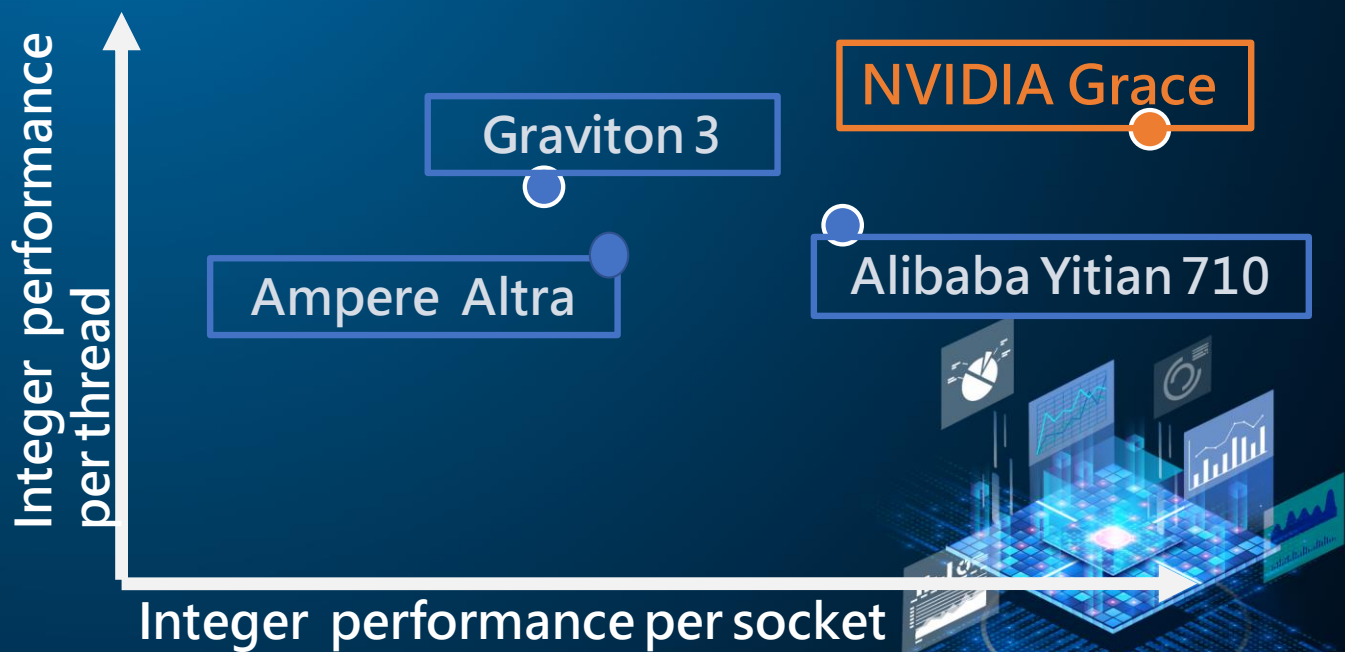 Integer performance
per thread
NVIDIA Grace
Graviton 3
Alibaba Yitian 710
Ampere Altra
Integer performance per socket